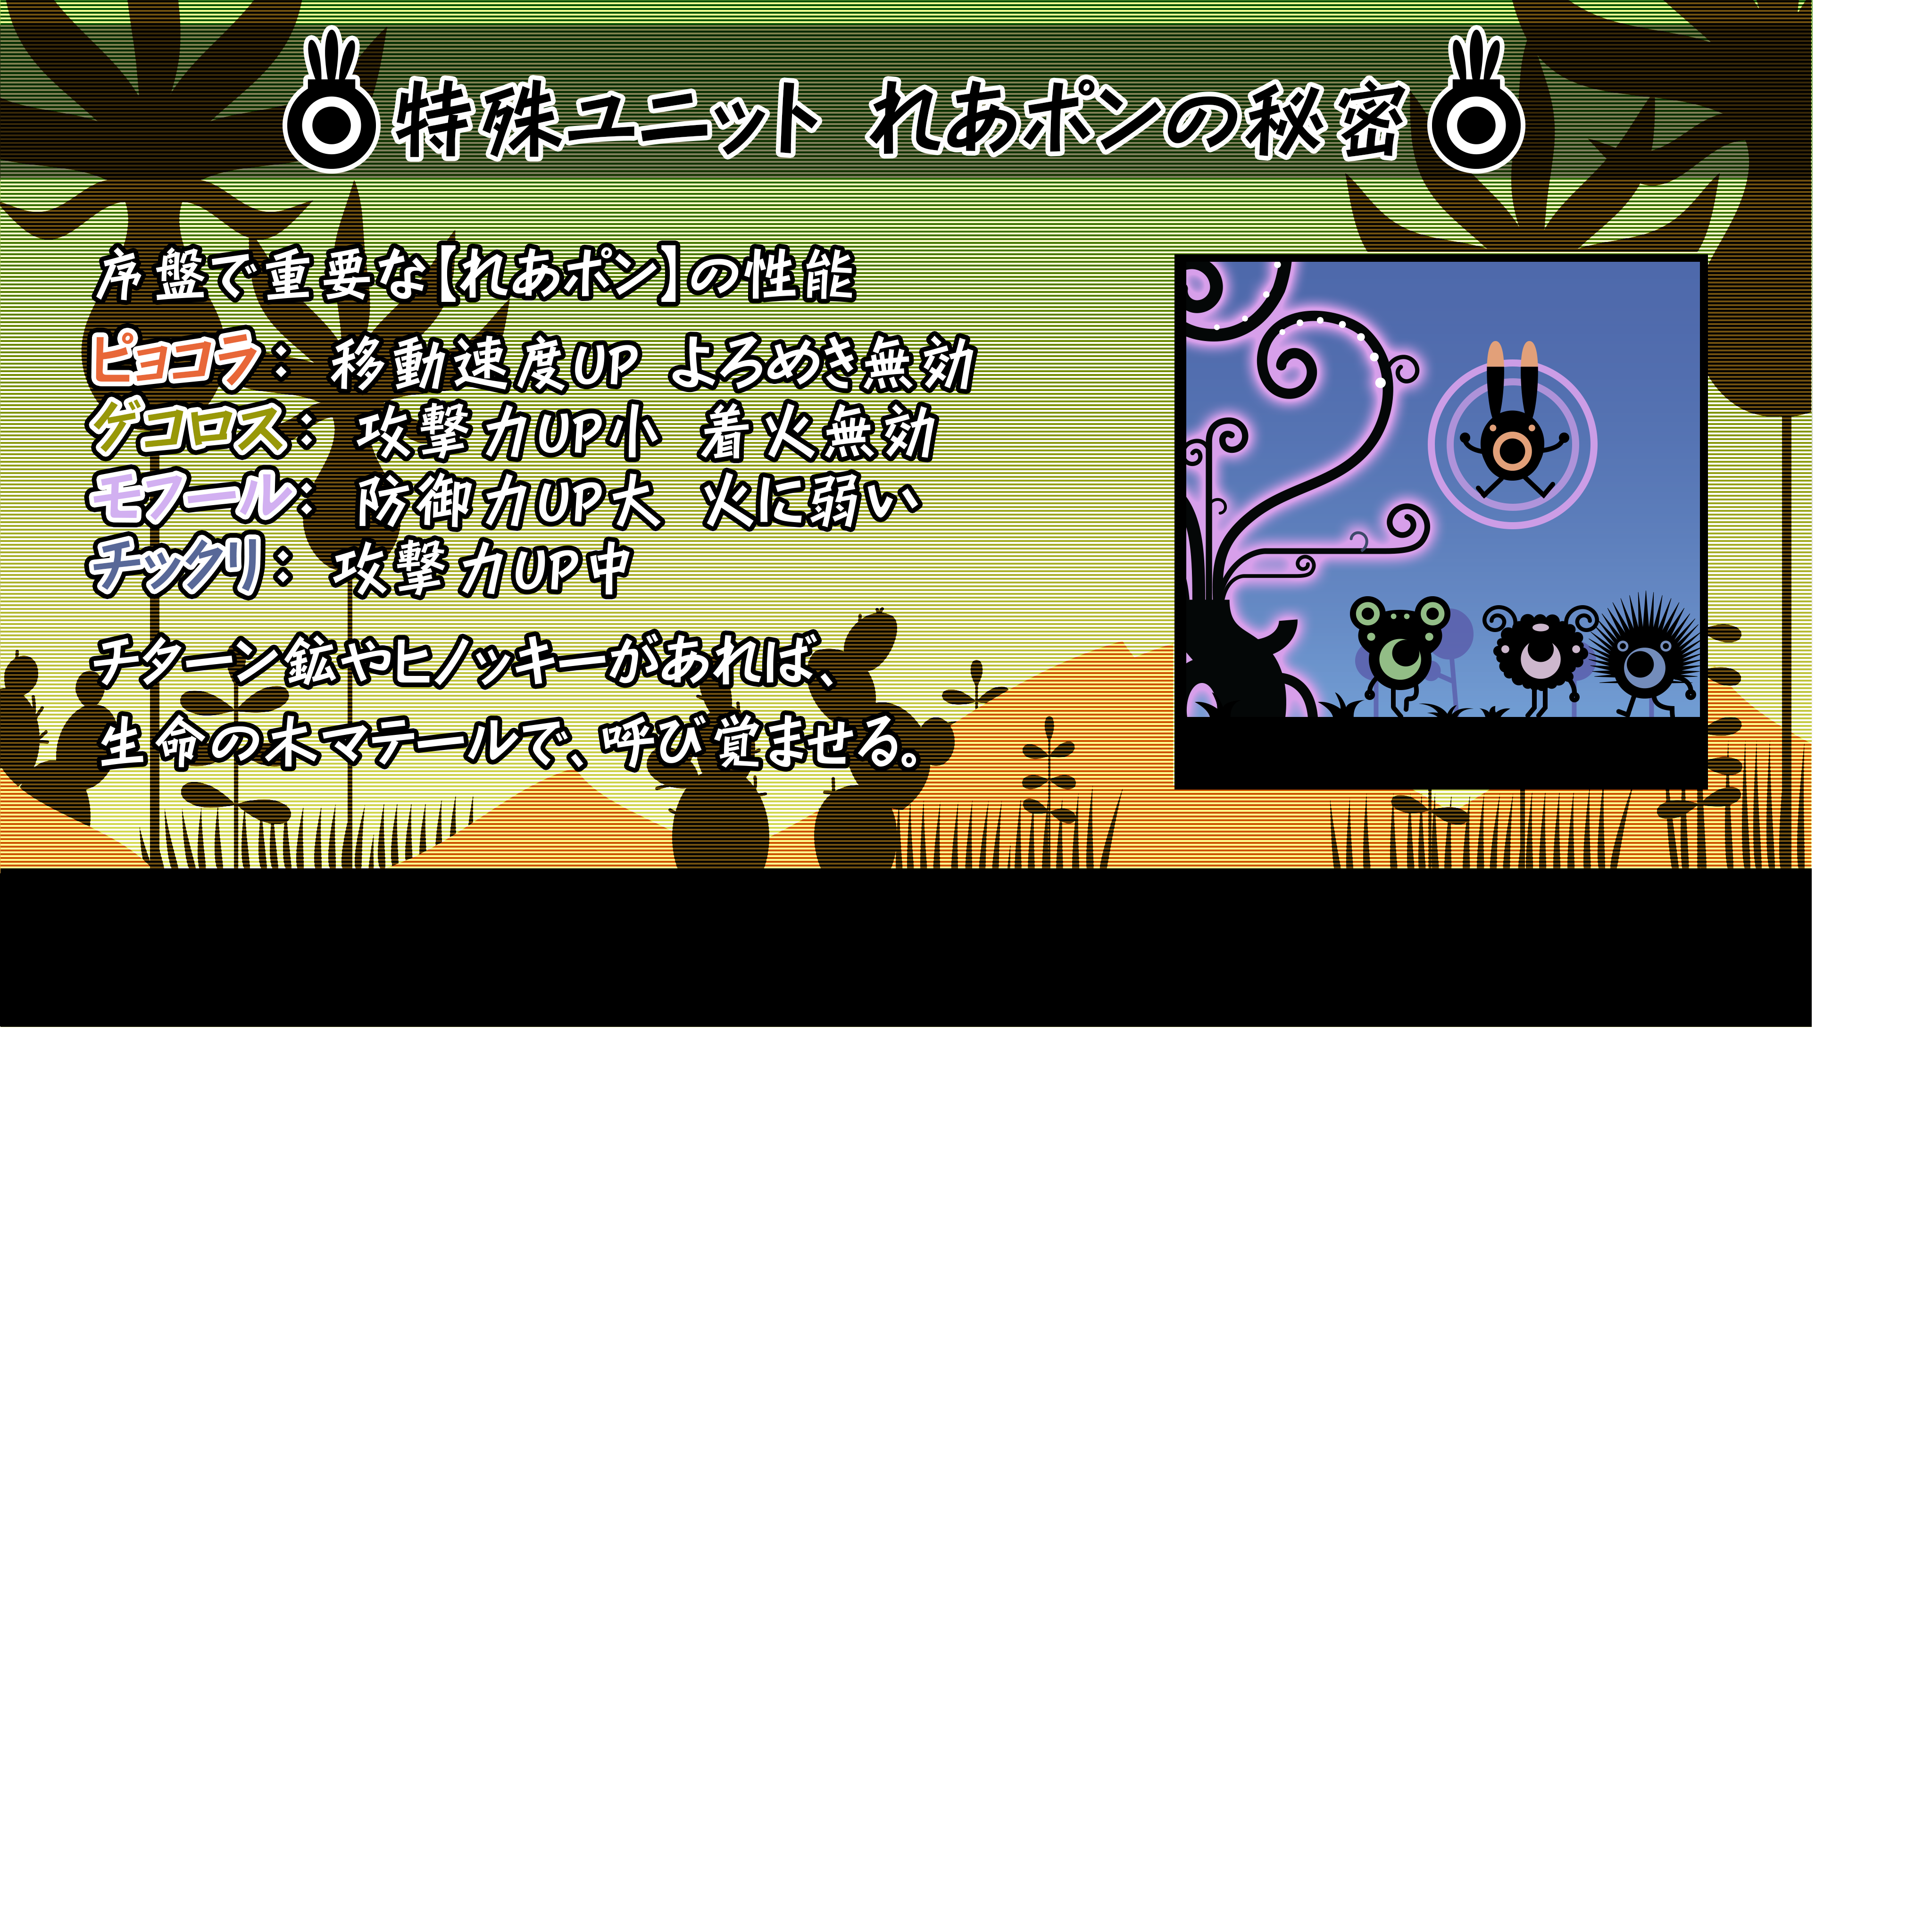 特殊ユニット れあポンの秘密
序盤で重要な【れあポン】の性能
ピョコラ： 移動速度UP よろめき無効
ゲコロス： 攻撃力UP小 着火無効
モフール： 防御力UP大 火に弱い
チックリ： 攻撃力UP中
チターン鉱やヒノッキーがあれば、
生命の木マテールで、呼び覚ませる。